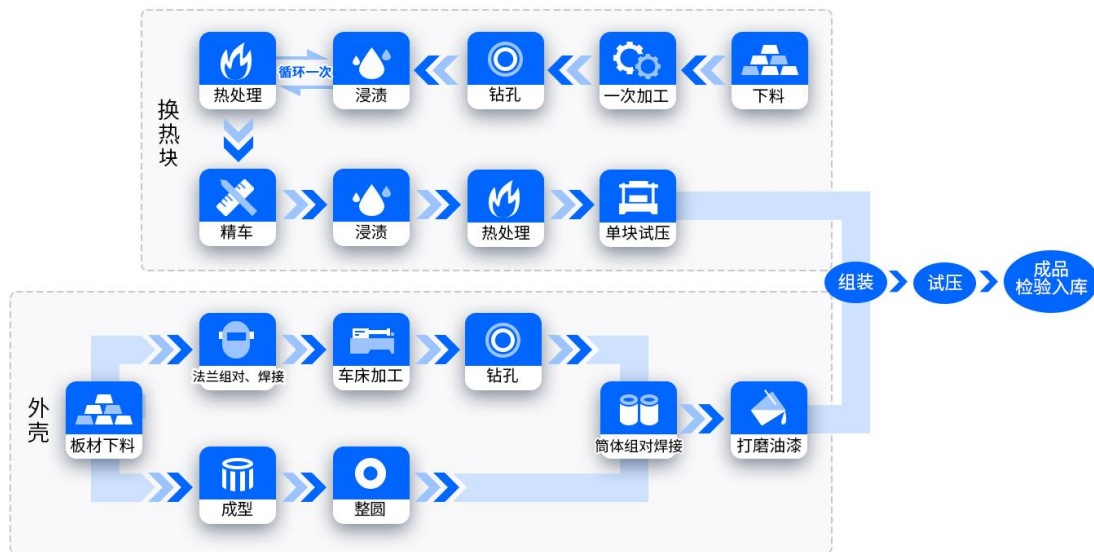 热处理
循环一次
浸渍
钻孔
一次加工
下料
换热块
精车
浸渍
热处理
单块试压
组装
试压
成品
检验入库
外壳
板材下料
法兰组对、焊接
车床加工
钻孔
筒体组对焊接
打磨油漆
成型
整圆